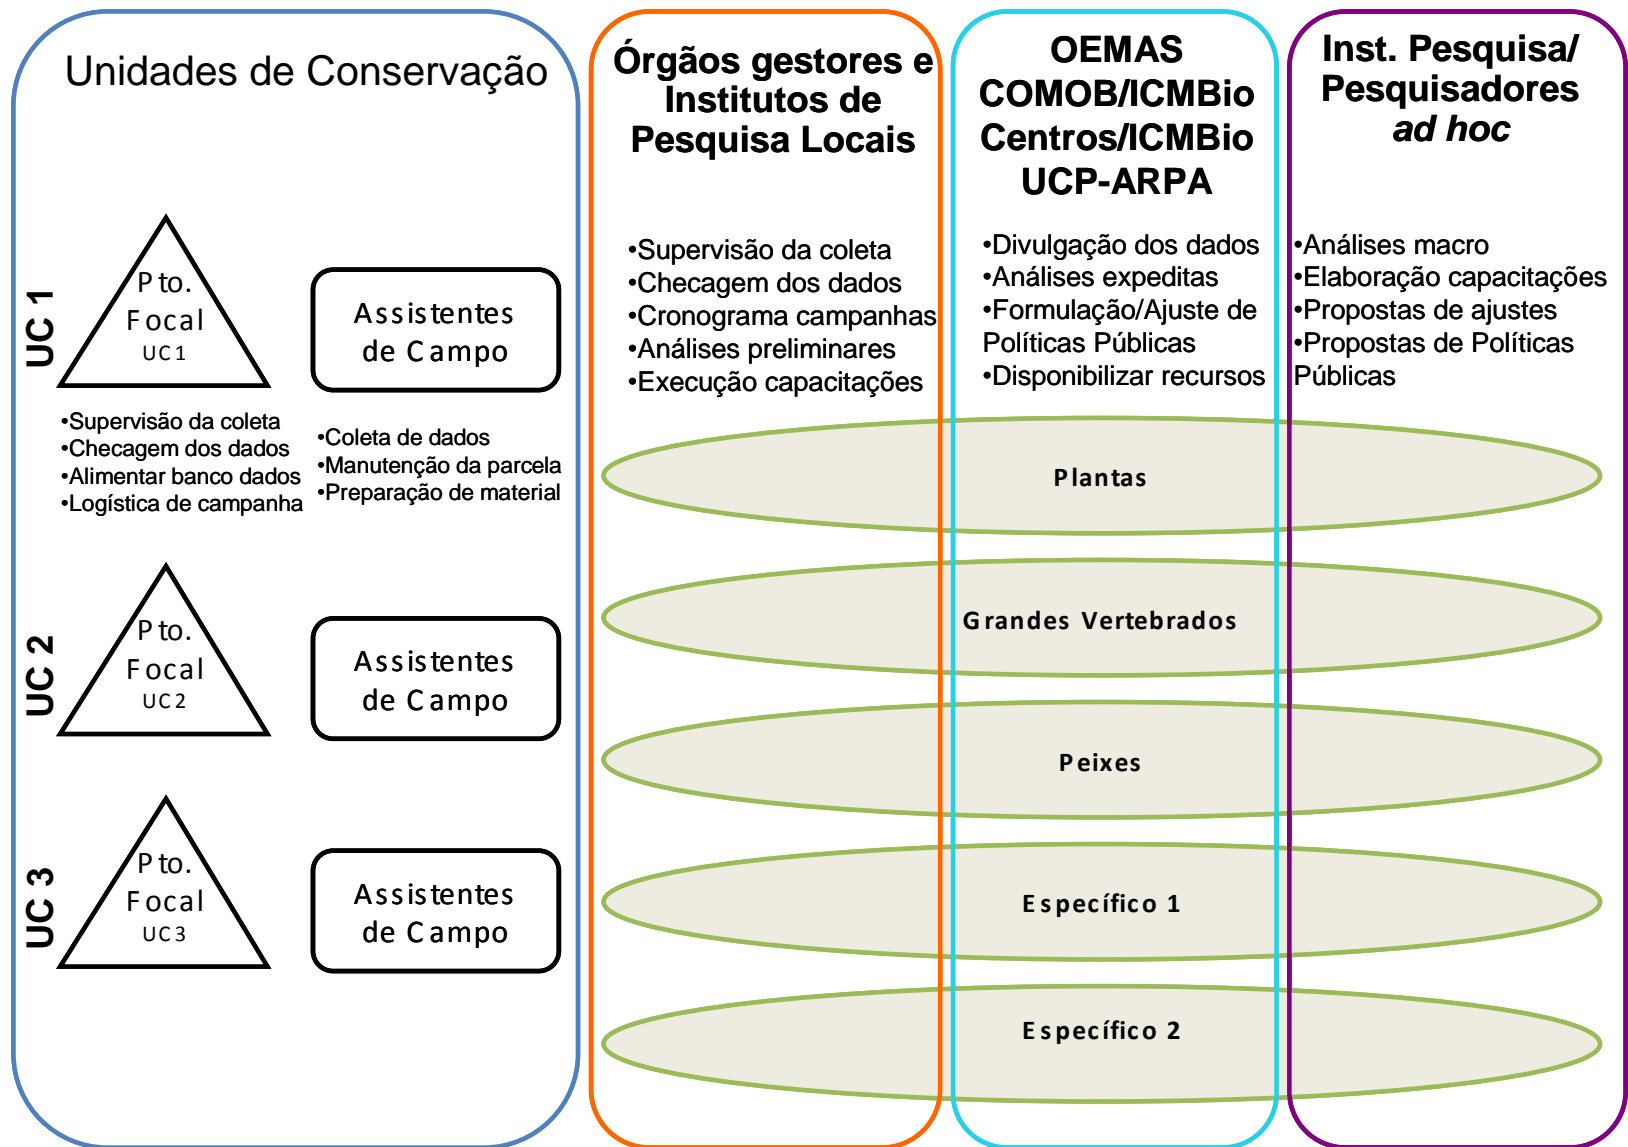 Unidades de Conservação
UC 1
Pto.
Focal
UC1
Assistentes
de Campo
•Supervisão da coleta
•Checagem dos dados
•Alimentar banco dados
•Logística de campanha
•Coleta de dados
•Manutenção da parcela
•Preparação de material
UC 2
Pto.
Focal
UC2
Assistentes
de Campo
UC 3
Pto.
Focal
UC3
Assistentes
de Campo
Órgãos gestores e
Institutos de
Pesquisa Locais
•Supervisão da coleta
•Checagem dos dados
•Cronograma campanhas
•Análises preliminares
•Execução capacitações
OEMAS
COMOB/ICMBio
Centros/ICMBio
UCP-ARPA
•Divulgação dos dados
•Análises expeditas
•Formulação/Ajuste de
Políticas Públicas
•Disponibilizar recursos
Inst. Pesquisa/
Pesquisadores
ad hoc
•Análises macro
•Elaboração capacitações
•Propostas de ajustes
•Propostas de Políticas
Públicas
Plantas
Grandes Vertebrados
Peixes
Específico 1
Específico 2